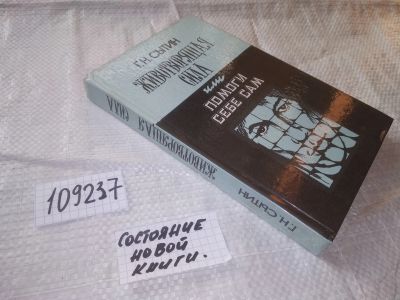 Г.Н. СЫТИН
ЖИВОТВОРЯЩАЯ
СИЛА
или
ПОМОГИ
СЕБЕ САМ
Г.Н. СЫТИН
ЖИВОТВОРЯЩАЯ СИЛА
109237
СОСТОЯНИЕ
НОВОЙ
КНИГИ.